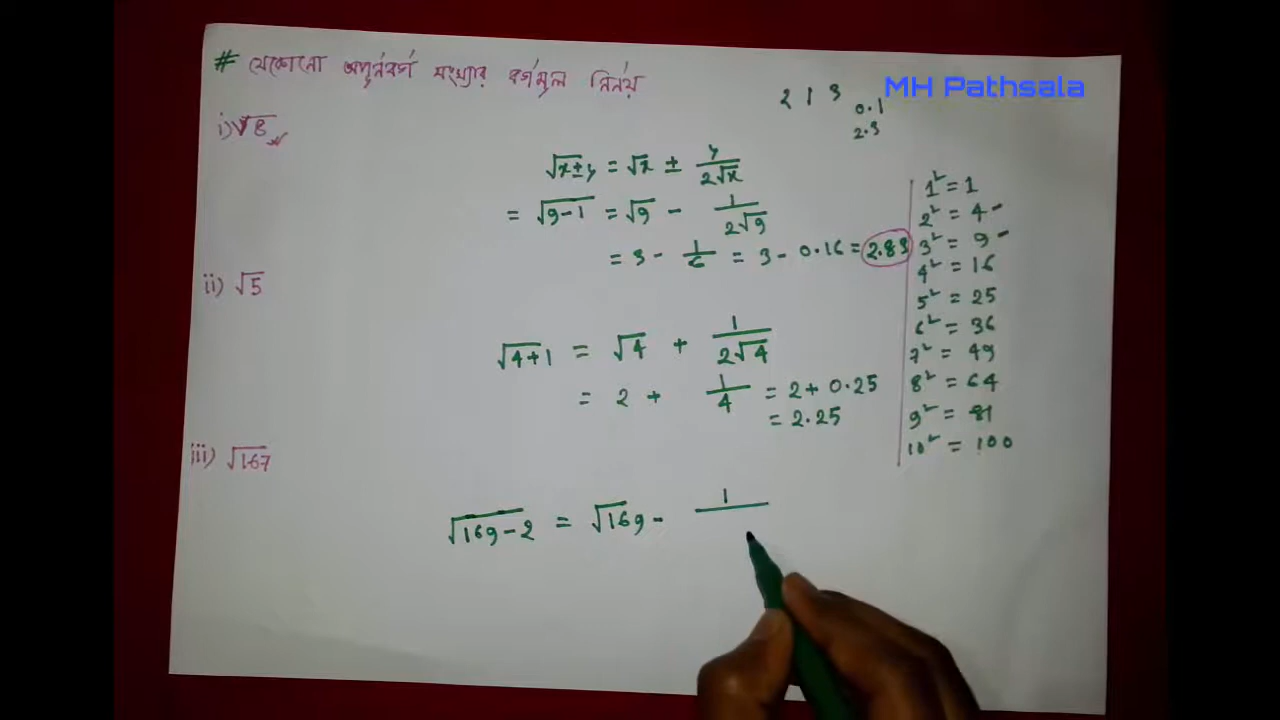 # যেকোনো অপূর্নবর্গ সংখ্যার বর্গমূল নির্নয়
MH Pathsala
2 1 3
0.1
2.3
i) √8
√x±y = √x ± y/2√x
= √9-1 = √9 - 1/2√9
= 3 - 1/6 = 3 - 0.16 = 2.83
ii) √5
√4+1 = √4 + 1/2√4
= 2 + 1/4 = 2 + 0.25
= 2.25
iii) √167
√169-2 = √169 - 1
1² = 1
2² = 4
3² = 9
4² = 16
5² = 25
6² = 36
7² = 49
8² = 64
9² = 81
10² = 100